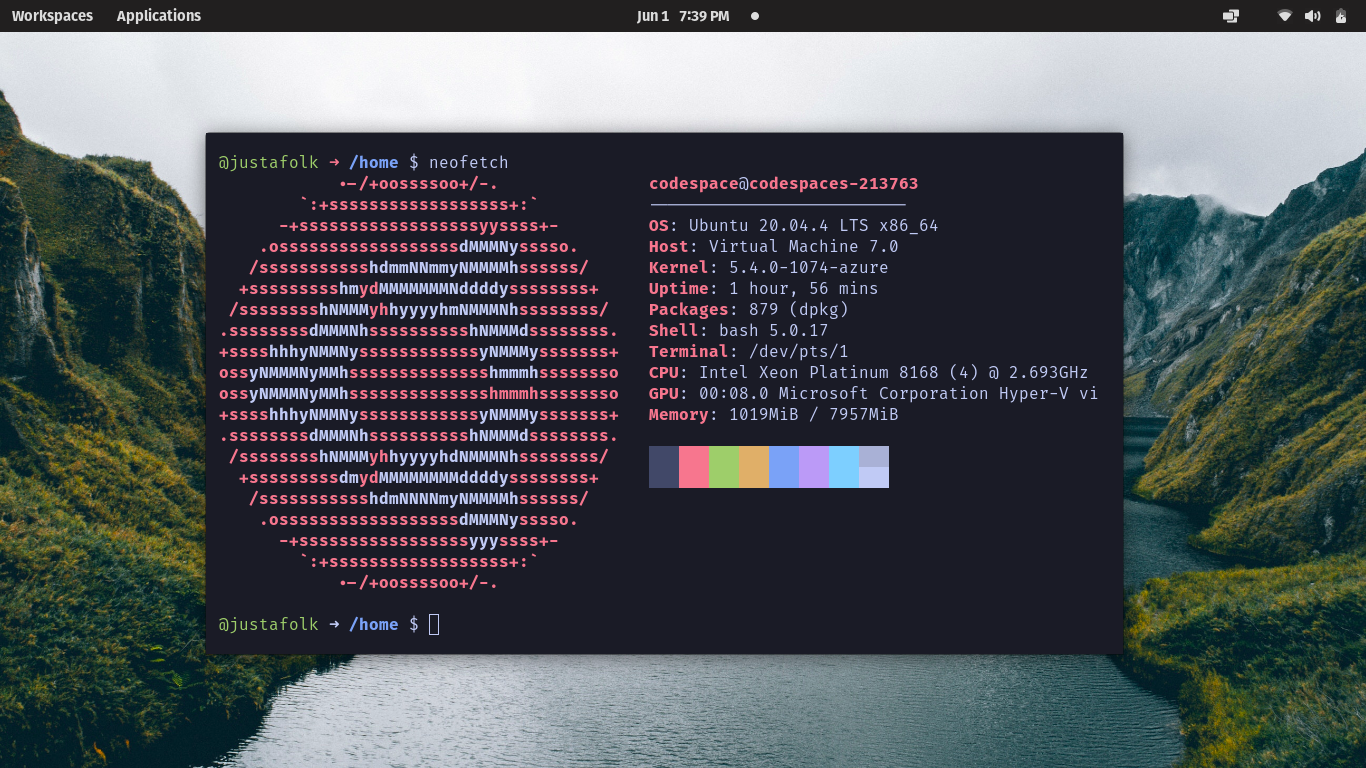 Workspaces Applications Jun 1 7:39 PM
@justafolk → /home $ neofetch
•-/+oossssoo+/-.
`:+ssssssssssssssssss+:`
-+ssssssssssssssssssyyssss+-
.ossssssssssssssssssdMMMNysssso.
/ssssssssssshdmmNNmmyNMMMMhssssss/
+ssssssssshmydMMMMMMMNddddyssssssss+
/sssssssshNMMMyhhyyyyhmNMMMNhssssssss/
.ssssssssdMMMNhsssssssssshNMMMdssssssss.
+sssshhhyNMMNyssssssssssssyNMMMysssssss+
ossyNMMMNyMMhsssssssssssssshmmmhssssssso
ossyNMMMNyMMhsssssssssssssshmmmhssssssso
+sssshhhyNMMNyssssssssssssyNMMMysssssss+
.ssssssssdMMMNhsssssssssshNMMMdssssssss.
/sssssssshNMMMyhhyyyyhdNMMMNhssssssss/
+sssssssssdmydMMMMMMMMddddyssssssss+
/ssssssssssshdmNNNNmyNMMMMhssssss/
.ossssssssssssssssssdMMMNysssso.
-+sssssssssssssssssyyyssss+-
`:+ssssssssssssssssss+:`
•-/+oossssoo+/-.
codespace@codespaces-213763
--------------------------
OS: Ubuntu 20.04.4 LTS x86_64
Host: Virtual Machine 7.0
Kernel: 5.4.0-1074-azure
Uptime: 1 hour, 56 mins
Packages: 879 (dpkg)
Shell: bash 5.0.17
Terminal: /dev/pts/1
CPU: Intel Xeon Platinum 8168 (4) @ 2.693GHz
GPU: 00:08.0 Microsoft Corporation Hyper-V vi
Memory: 1019MiB / 7957MiB
@justafolk → /home $